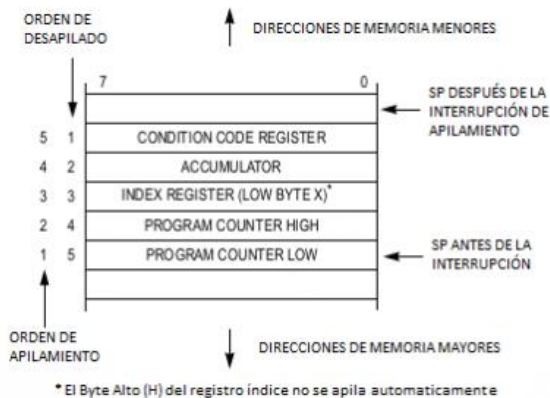 ORDEN DE
DESAPILADO
DIRECCIONES DE MEMORIA MENORES
7 0
SP DESPUÉS DE LA
INTERRUPCIÓN DE
APILAMIENTO
5 1 CONDITION CODE REGISTER
4 2 ACCUMULATOR
3 3 INDEX REGISTER (LOW BYTE X)*
2 4 PROGRAM COUNTER HIGH
1 5 PROGRAM COUNTER LOW
SP ANTES DE LA
INTERRUPCIÓN
ORDEN DE
APILAMIENTO
DIRECCIONES DE MEMORIA MAYORES
* El Byte Alto (H) del registro índice no se apila automaticamente